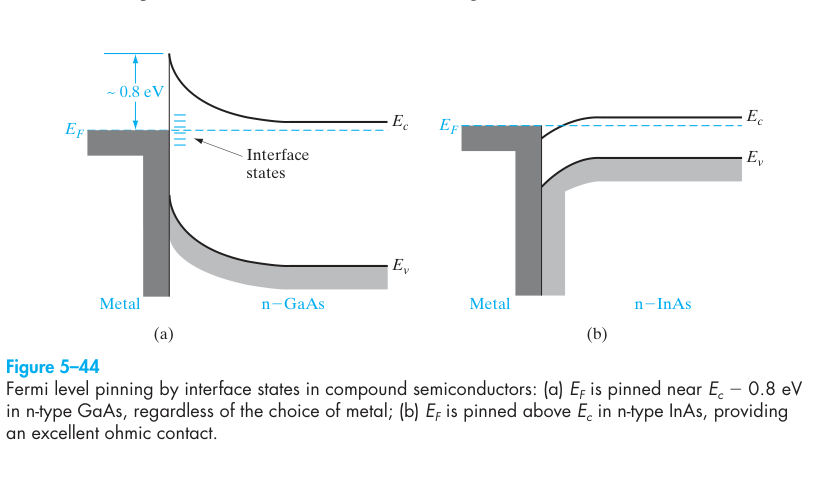 ~ 0.8 eV
E_F
E_c
Interface
states
E_v
Metal
n−GaAs
(a)
E_F
E_c
E_v
Metal
n−InAs
(b)
Figure 5–44
Fermi level pinning by interface states in compound semiconductors: (a) E_F is pinned near E_c − 0.8 eV
in n-type GaAs, regardless of the choice of metal; (b) E_F is pinned above E_c in n-type InAs, providing
an excellent ohmic contact.